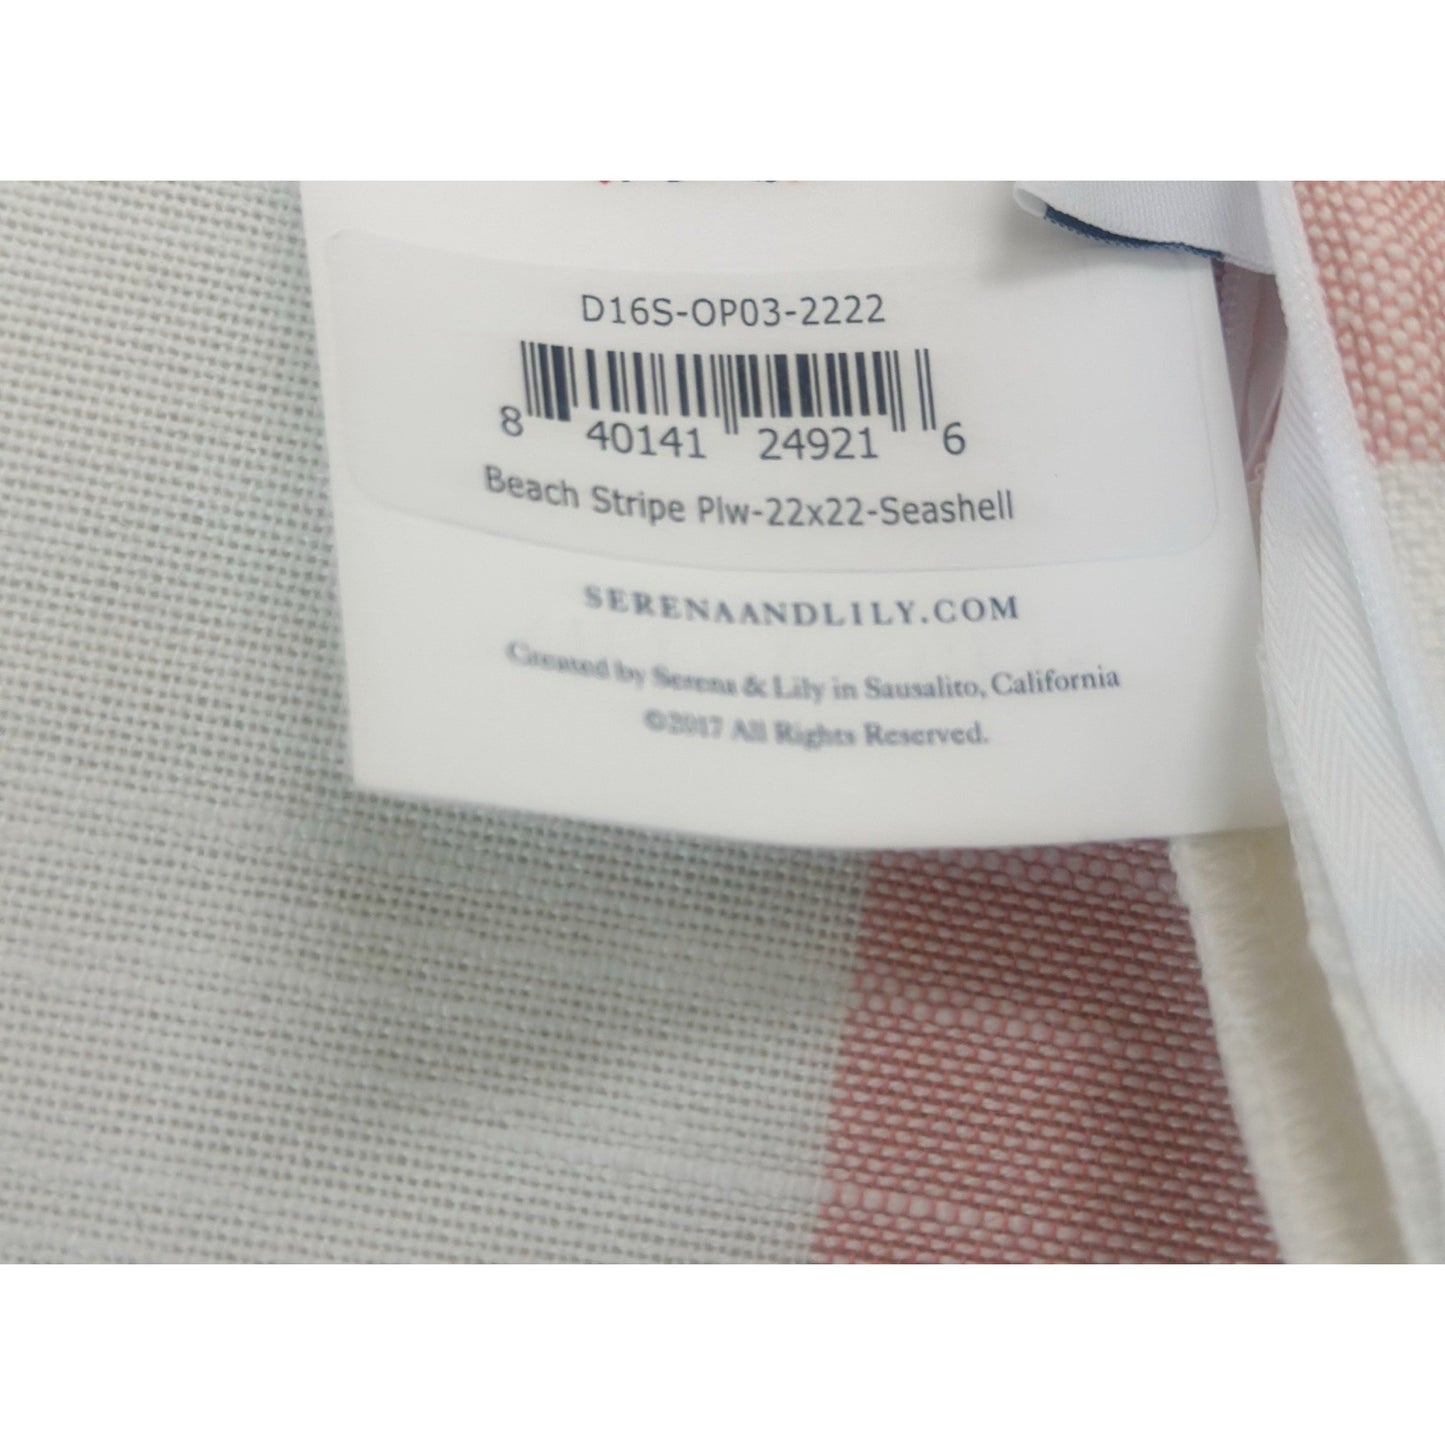 D16S-OP03-2222
8 40141 24921 6
Beach Stripe Plw-22x22-Seashell
SERENAANDLILY.COM
Created by Serena & Lily in Sausalito, California
©2017 All Rights Reserved.